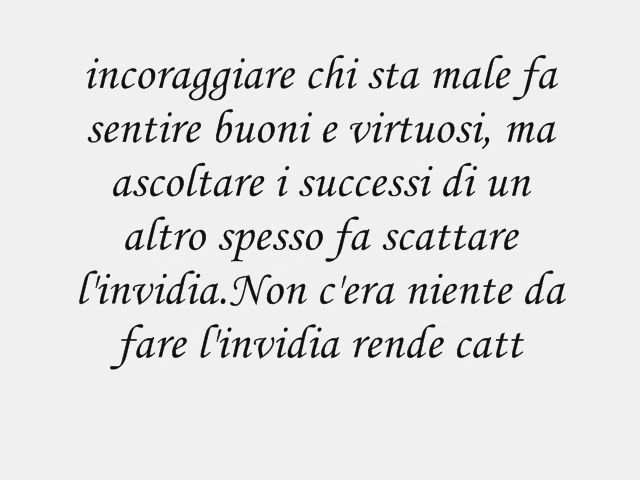 incoraggiare chi sta male fa
sentire buoni e virtuosi, ma
ascoltare i successi di un
altro spesso fa scattare
l'invidia.Non c'era niente da
fare l'invidia rende catt